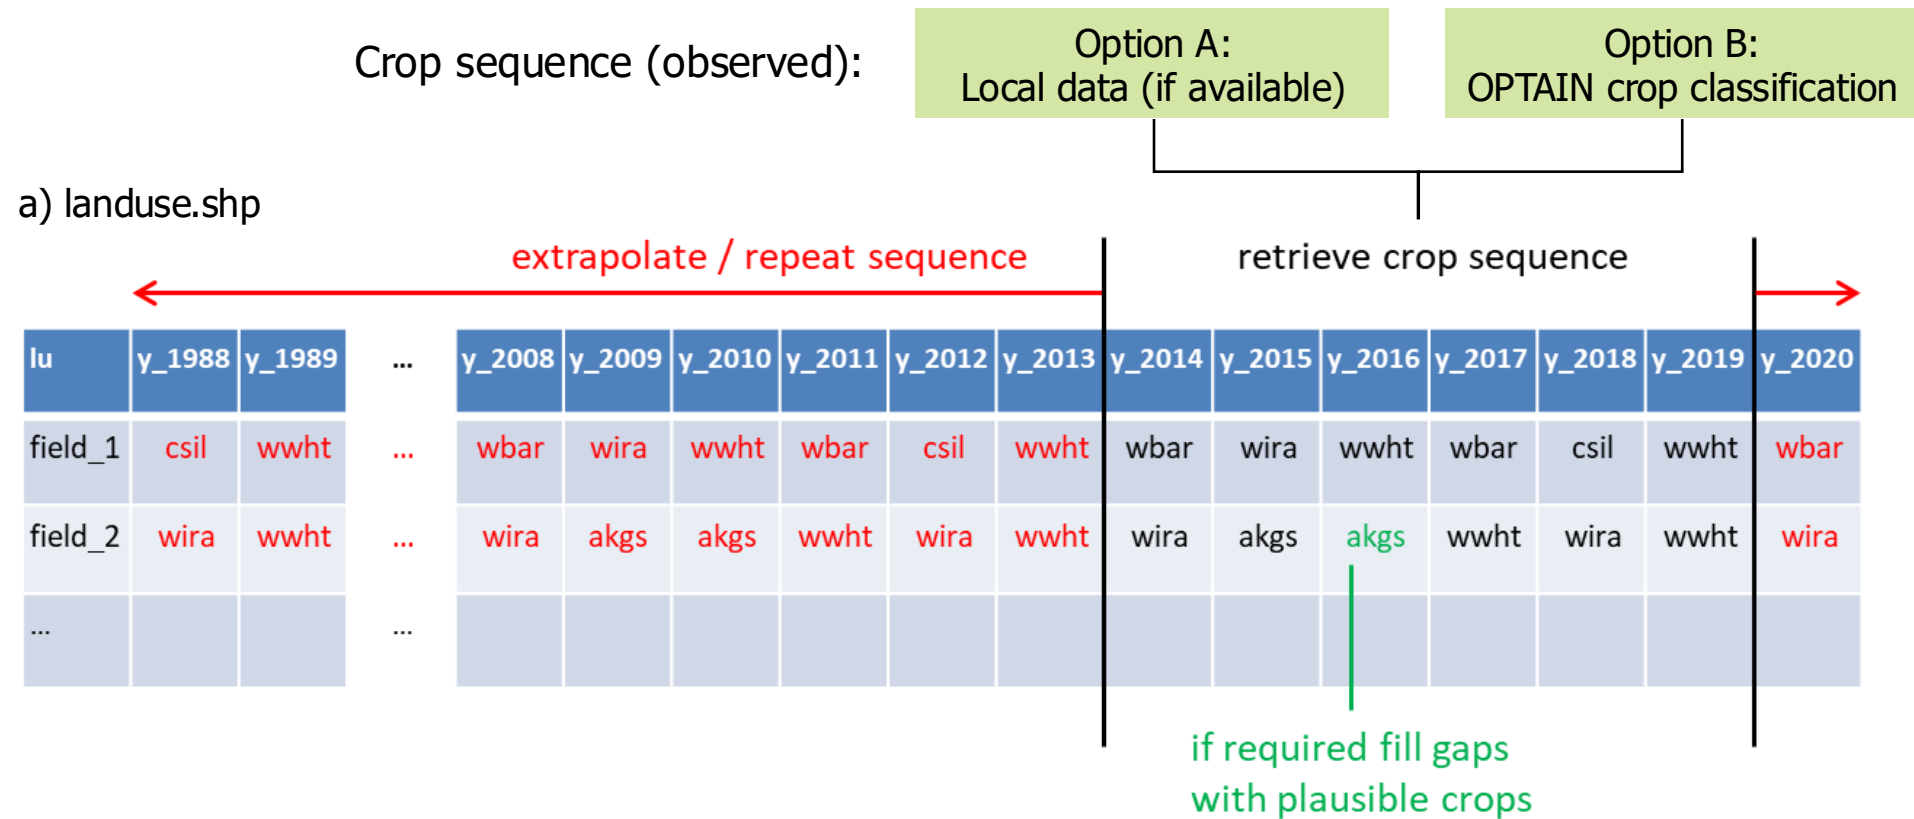 Crop sequence (observed):
Option A:
Local data (if available)
Option B:
OPTAIN crop classification
a) landuse.shp
extrapolate / repeat sequence
retrieve crop sequence
lu y_1988 y_1989 ... y_2008 y_2009 y_2010 y_2011 y_2012 y_2013 y_2014 y_2015 y_2016 y_2017 y_2018 y_2019 y_2020
field_1 csil wwht ... wbar wira wwht wbar csil wwht wbar wira wwht wbar csil wwht wbar
field_2 wira wwht ... wira akgs akgs wwht wira wwht wira akgs akgs wwht wira wwht wira
... ...
if required fill gaps
with plausible crops